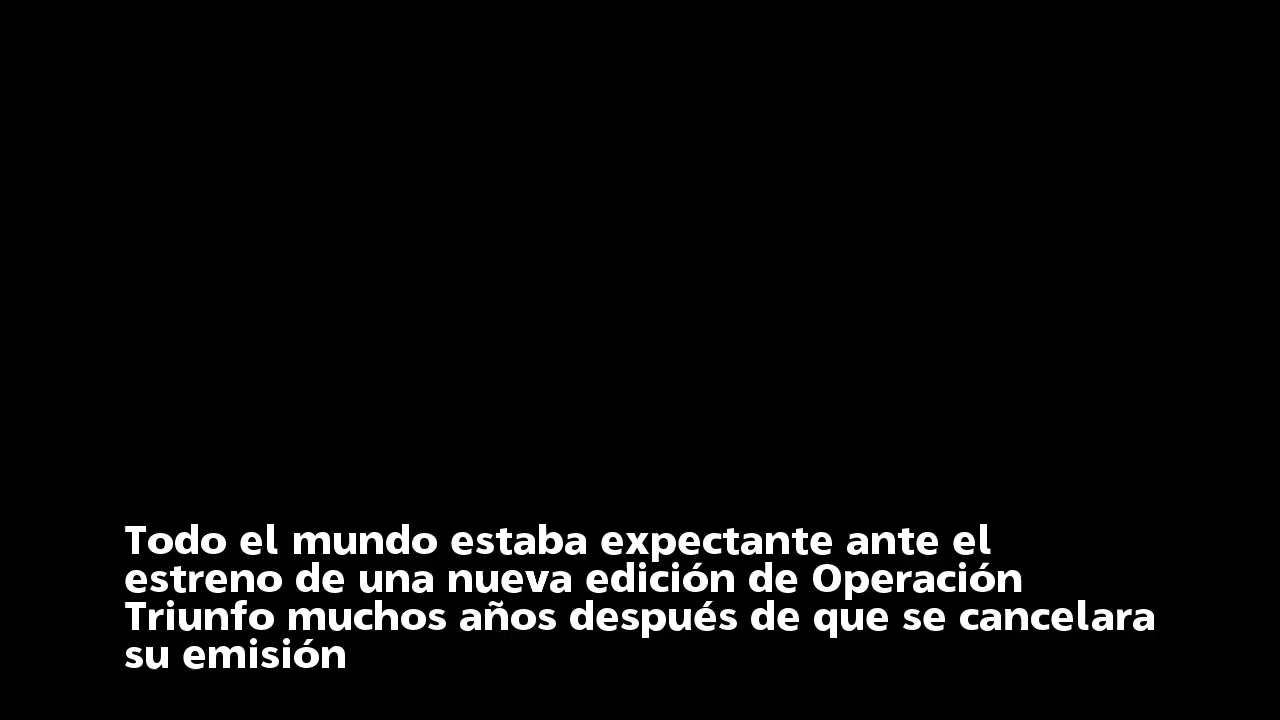 Todo el mundo estaba expectante ante el
estreno de una nueva edición de Operación
Triunfo muchos años después de que se cancelara
su emisión